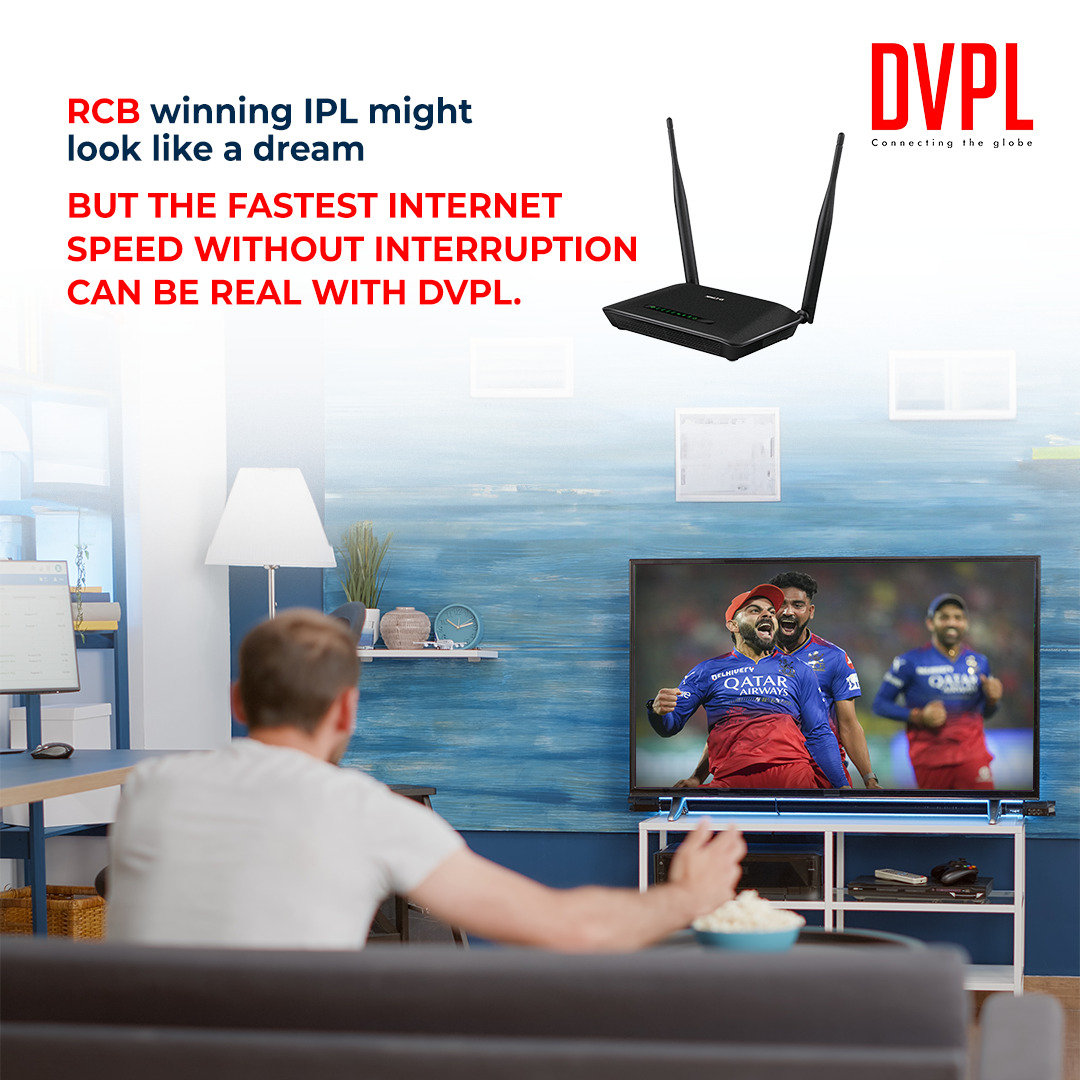 DVPL
Connecting the globe
RCB winning IPL might
look like a dream
BUT THE FASTEST INTERNET
SPEED WITHOUT INTERRUPTION
CAN BE REAL WITH DVPL.
DELHIVERY
QATAR
AIRWAYS
QATAR